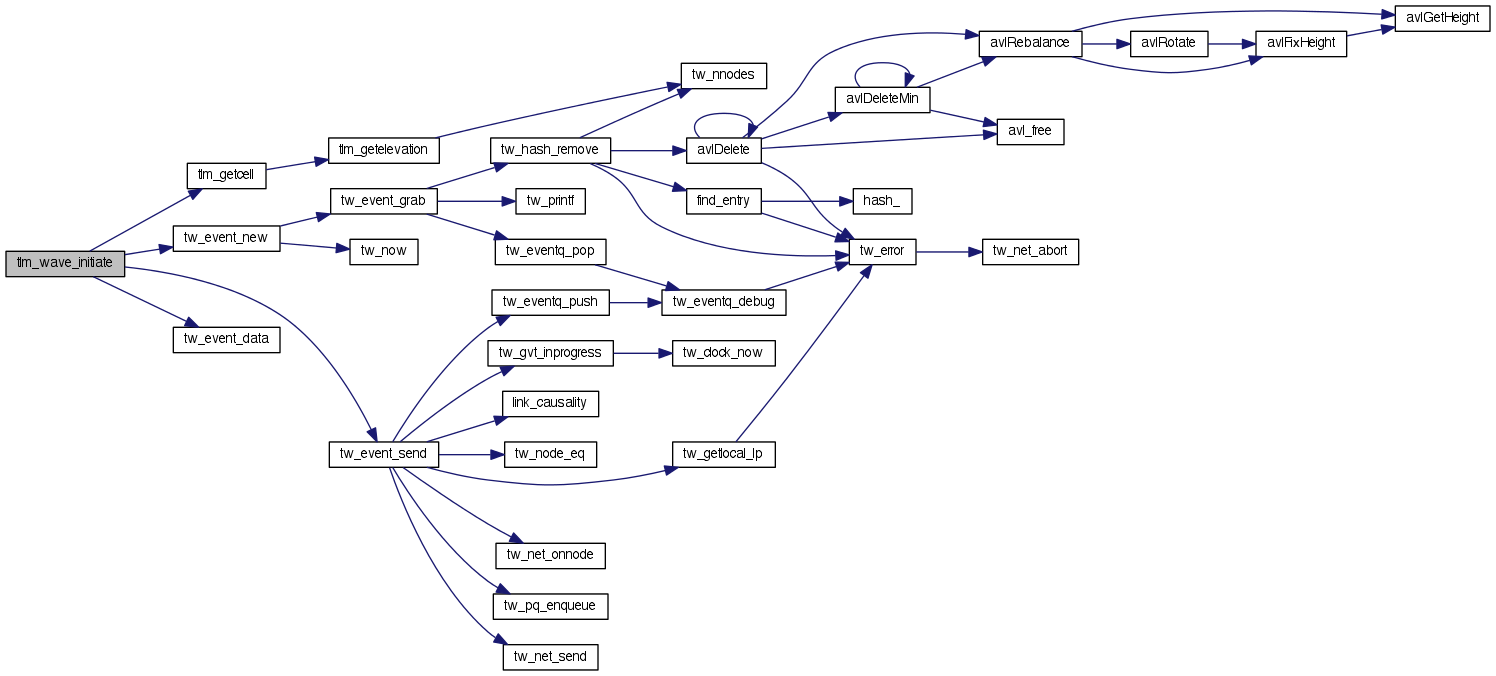 avlGetHeight
avlRebalance
avlRotate
avlFixHeight
tw_nnodes
avlDeleteMin
avl_free
tlm_getelevation
tw_hash_remove
avlDelete
tlm_getcell
tw_event_grab
tw_printf
find_entry
hash_
tlm_wave_initiate
tw_event_new
tw_now
tw_eventq_pop
tw_error
tw_net_abort
tw_eventq_push
tw_eventq_debug
tw_event_data
tw_gvt_inprogress
tw_clock_now
link_causality
tw_event_send
tw_node_eq
tw_getlocal_lp
tw_net_onnode
tw_pq_enqueue
tw_net_send